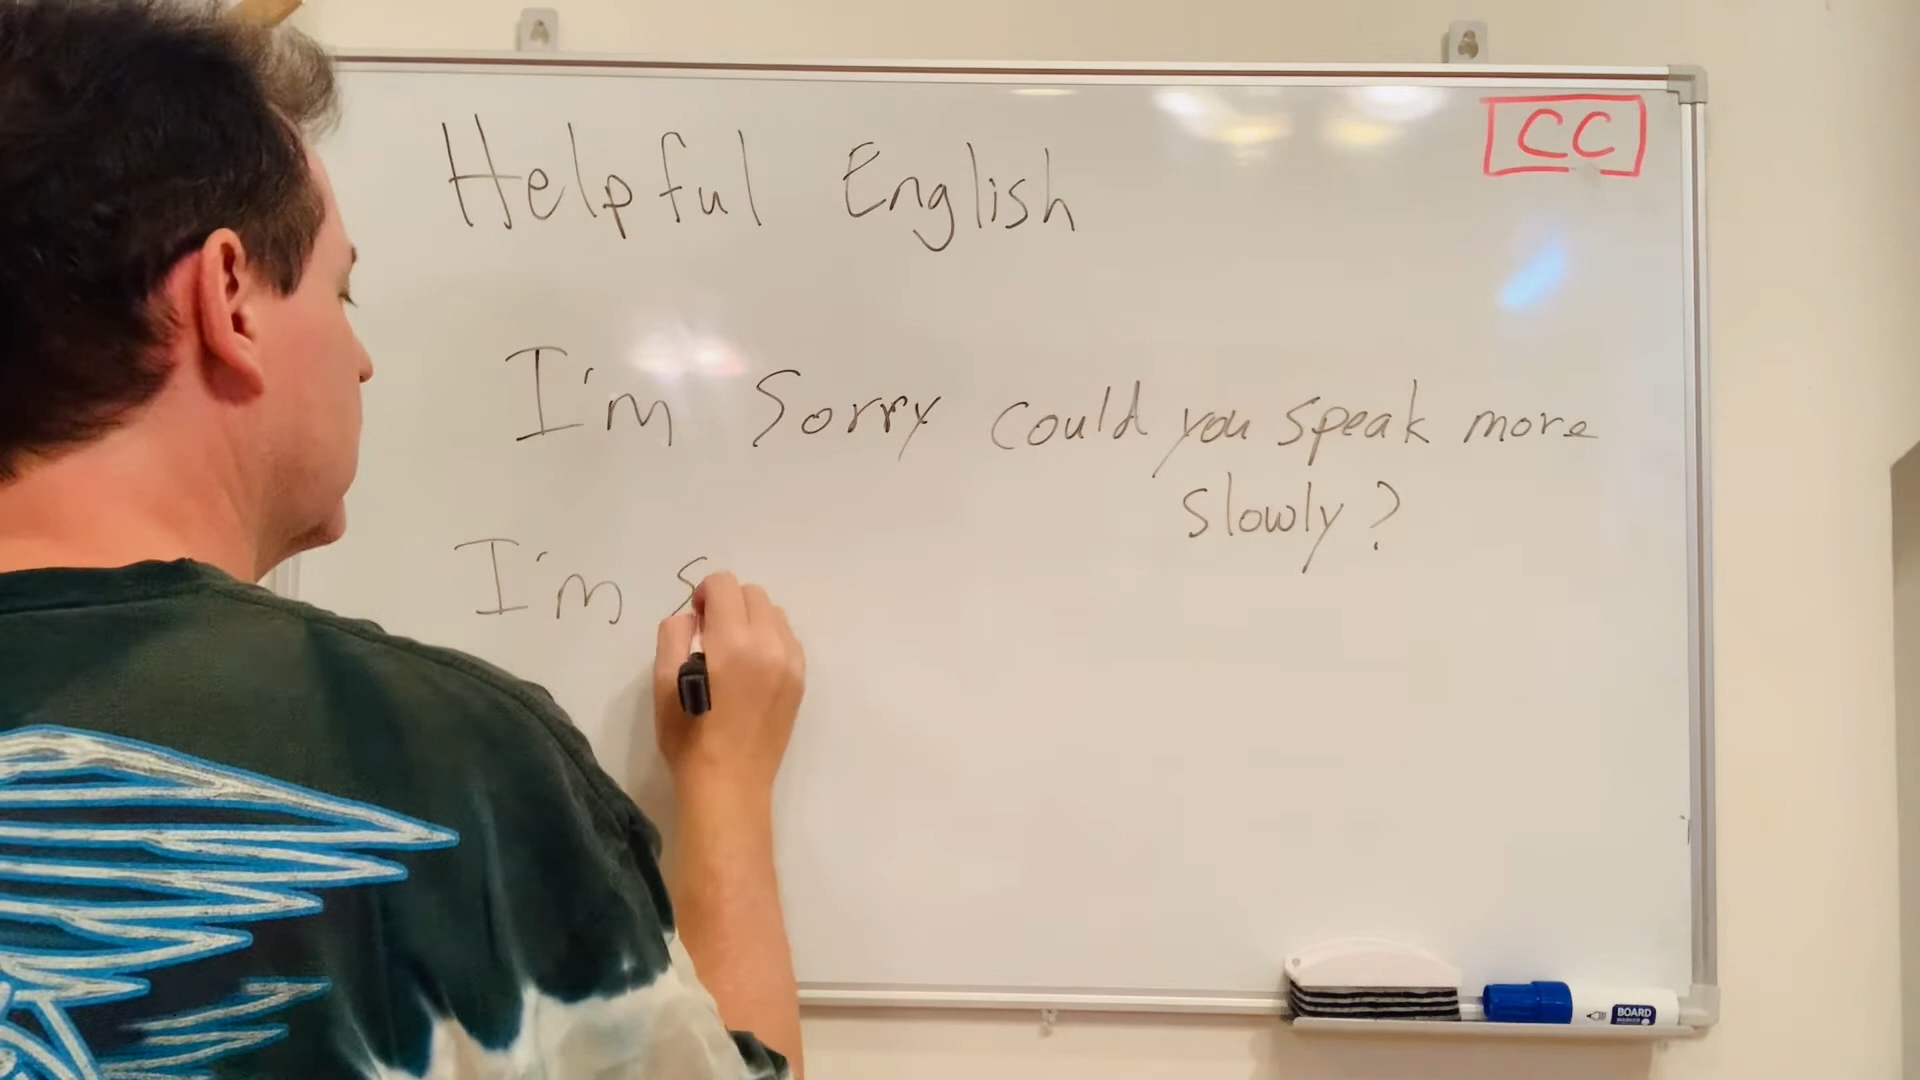 CC
Helpful English
I'm Sorry could you speak more
slowly?
I'm S
BOARD